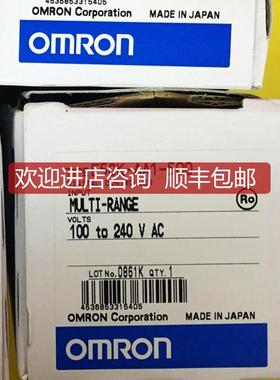 4536853315405
OMRON Corporation MADE IN JAPAN
OMRON
欢迎进店咨询 顺丰包邮
MULTI-RANGE
VOLTS
100 to 240 V AC
Ro
LOT No. 0861K QTY. 1
4536853315405
MADE IN JAPAN
OMRON Corporation
OMRON